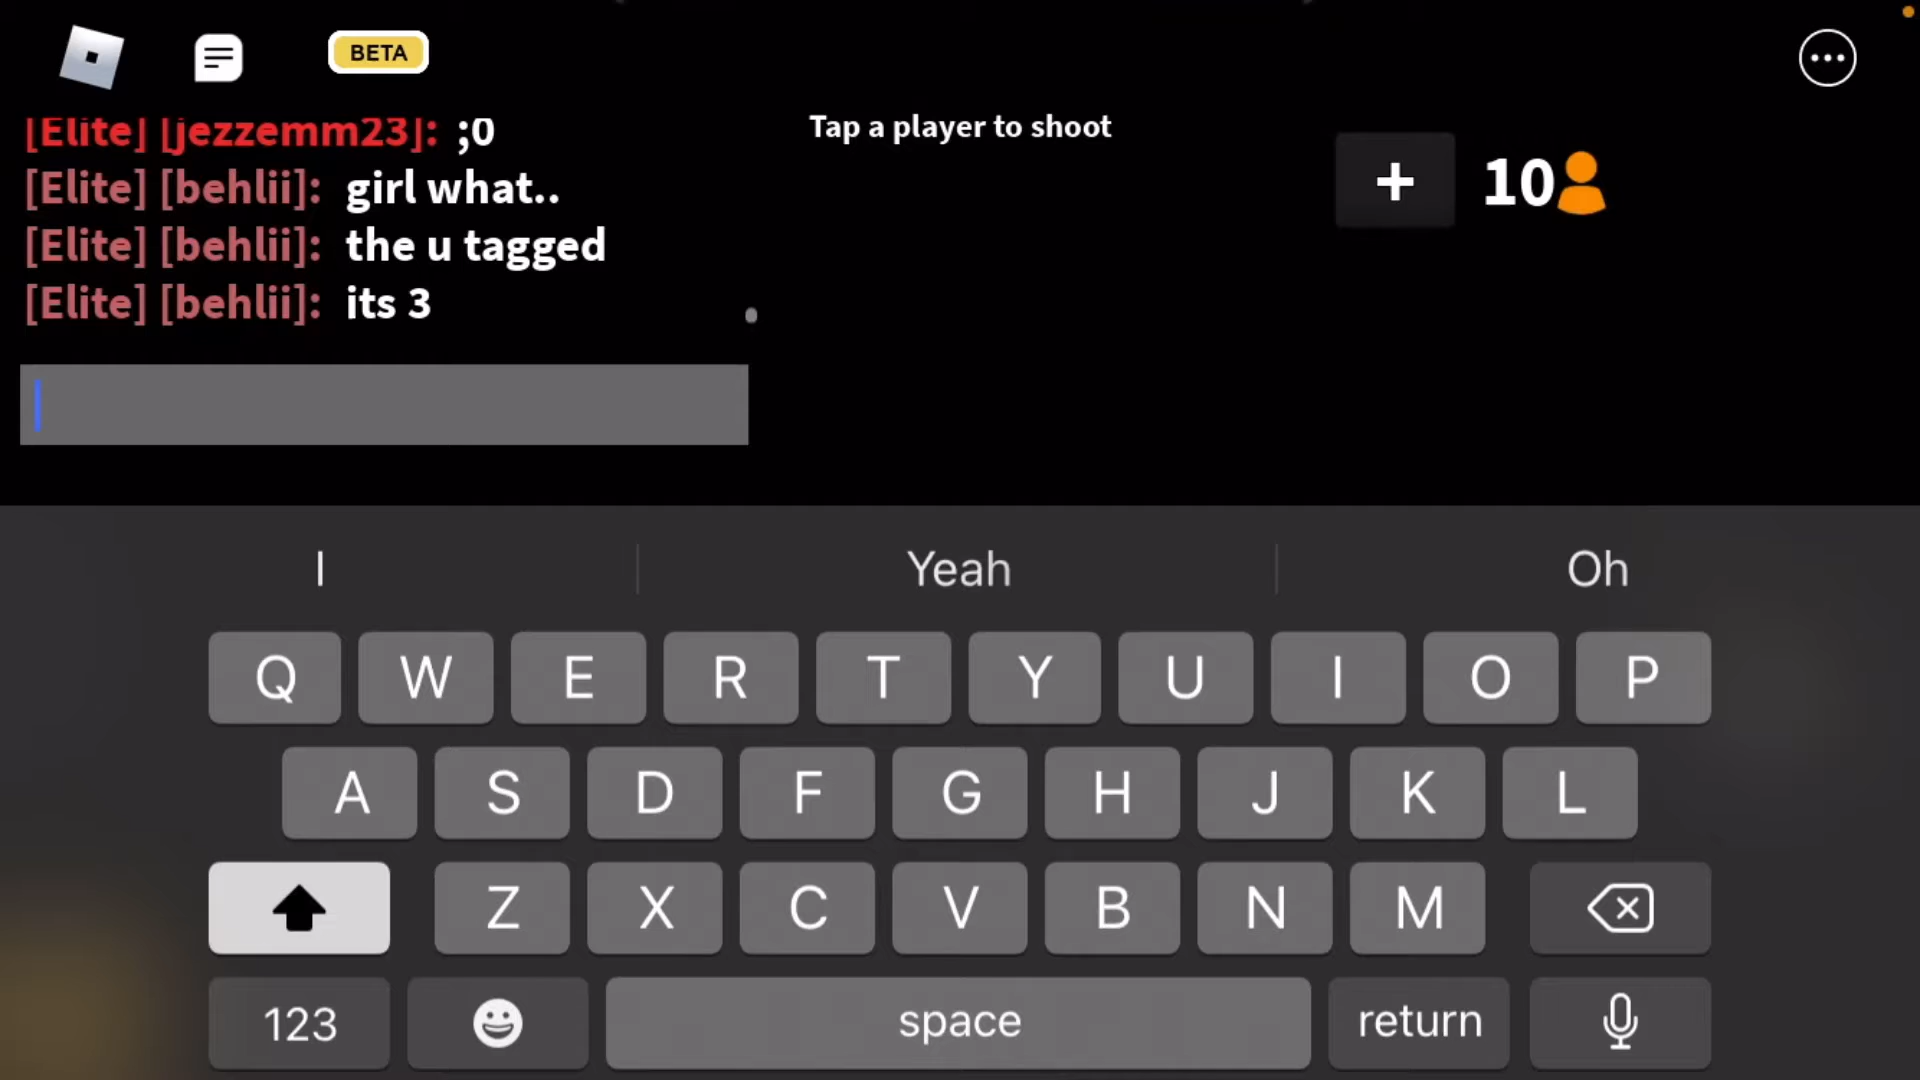 BETA
[Elite] [jezzemm23]: ;0
[Elite] [behlii]: girl what..
[Elite] [behlii]: the u tagged
[Elite] [behlii]: its 3
Tap a player to shoot
+ 10
I Yeah Oh
Q W E R T Y U I O P
A S D F G H J K L
Z X C V B N M
123 space return